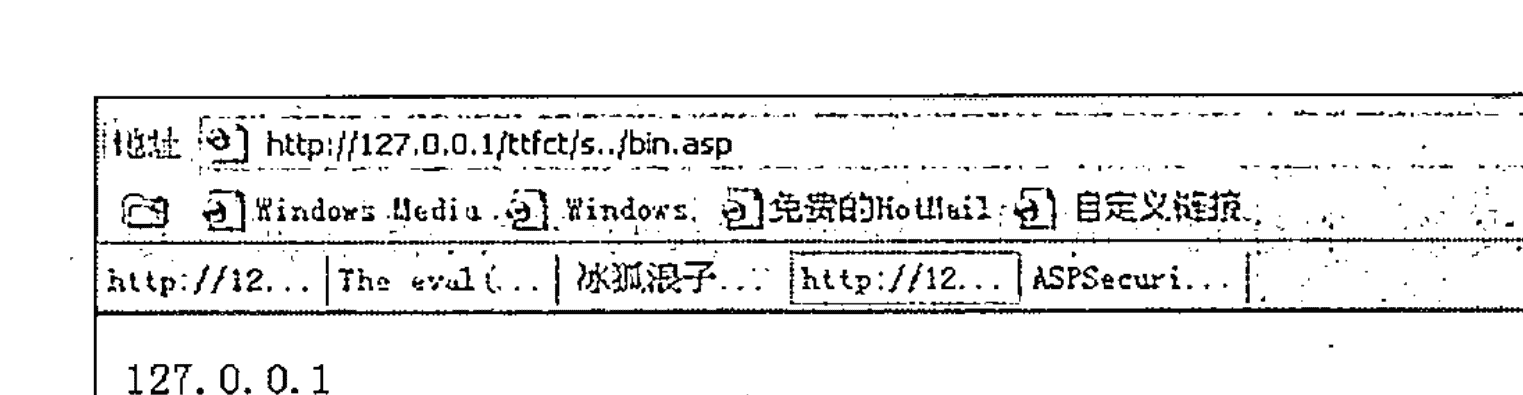 地址 http://127.0.0.1/ttfct/s../bin.asp
Windows Media Windows 免费的HotMail 自定义链接
http://12... The eval(... 冰狐浪子... http://12... ASPSecuri...
127.0.0.1